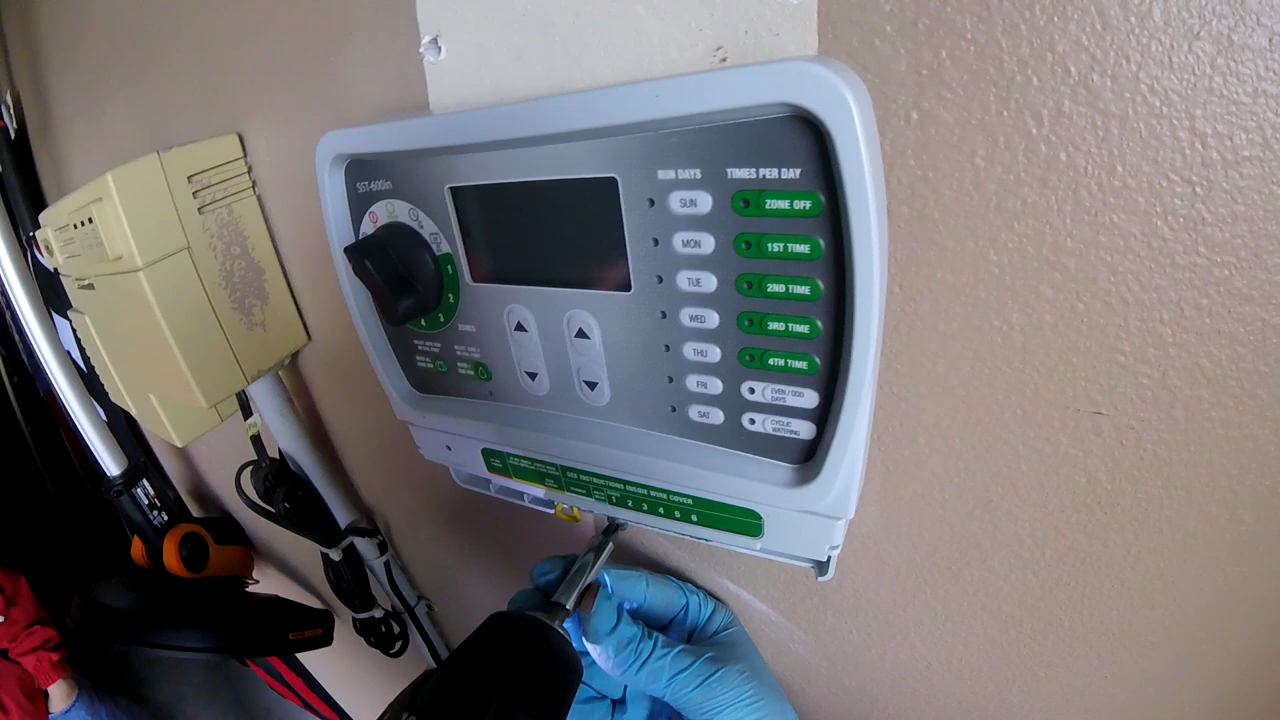 SST-600in
RUN DAYS
TIMES PER DAY
SUN
MON
TUE
WED
THU
FRI
SAT
ZONE OFF
1ST TIME
2ND TIME
3RD TIME
4TH TIME
EVEN / ODD
DAYS
CYCLIC
WATERING
1
2
3
4
ZONES
SEE INSTRUCTIONS INSIDE WIRE COVER
1 2 3 4 5 6